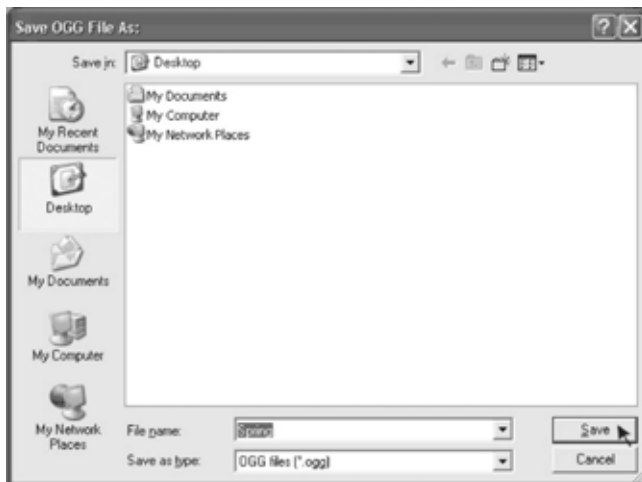 Save OGG File As:
Save in: Desktop
My Documents
My Computer
My Network Places
My Recent
Documents
Desktop
My Documents
My Computer
My Network
Places
File name:
Save
Save as type: OGG files (*.ogg)
Cancel